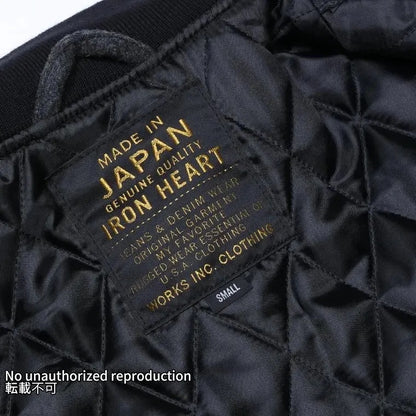 MADE IN
JAPAN
GENUINE QUALITY
IRON HEART
JEAN'S & DENIM WEAR
ORIGINAL GARMENT
MY FAVORITE
RUGGED WEAR ESSENTIAL OF
U.S.A. CLOTHING
WORKS INC. CLOTHING
SMALL
No unauthorized reproduction
転載不可